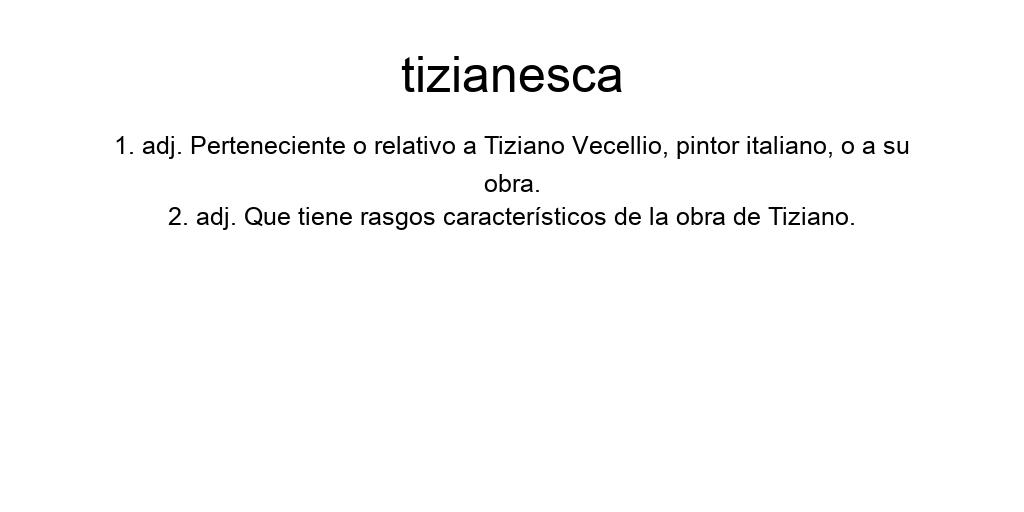 tizianesca
1. adj. Perteneciente o relativo a Tiziano Vecellio, pintor italiano, o a su
obra.
2. adj. Que tiene rasgos característicos de la obra de Tiziano.